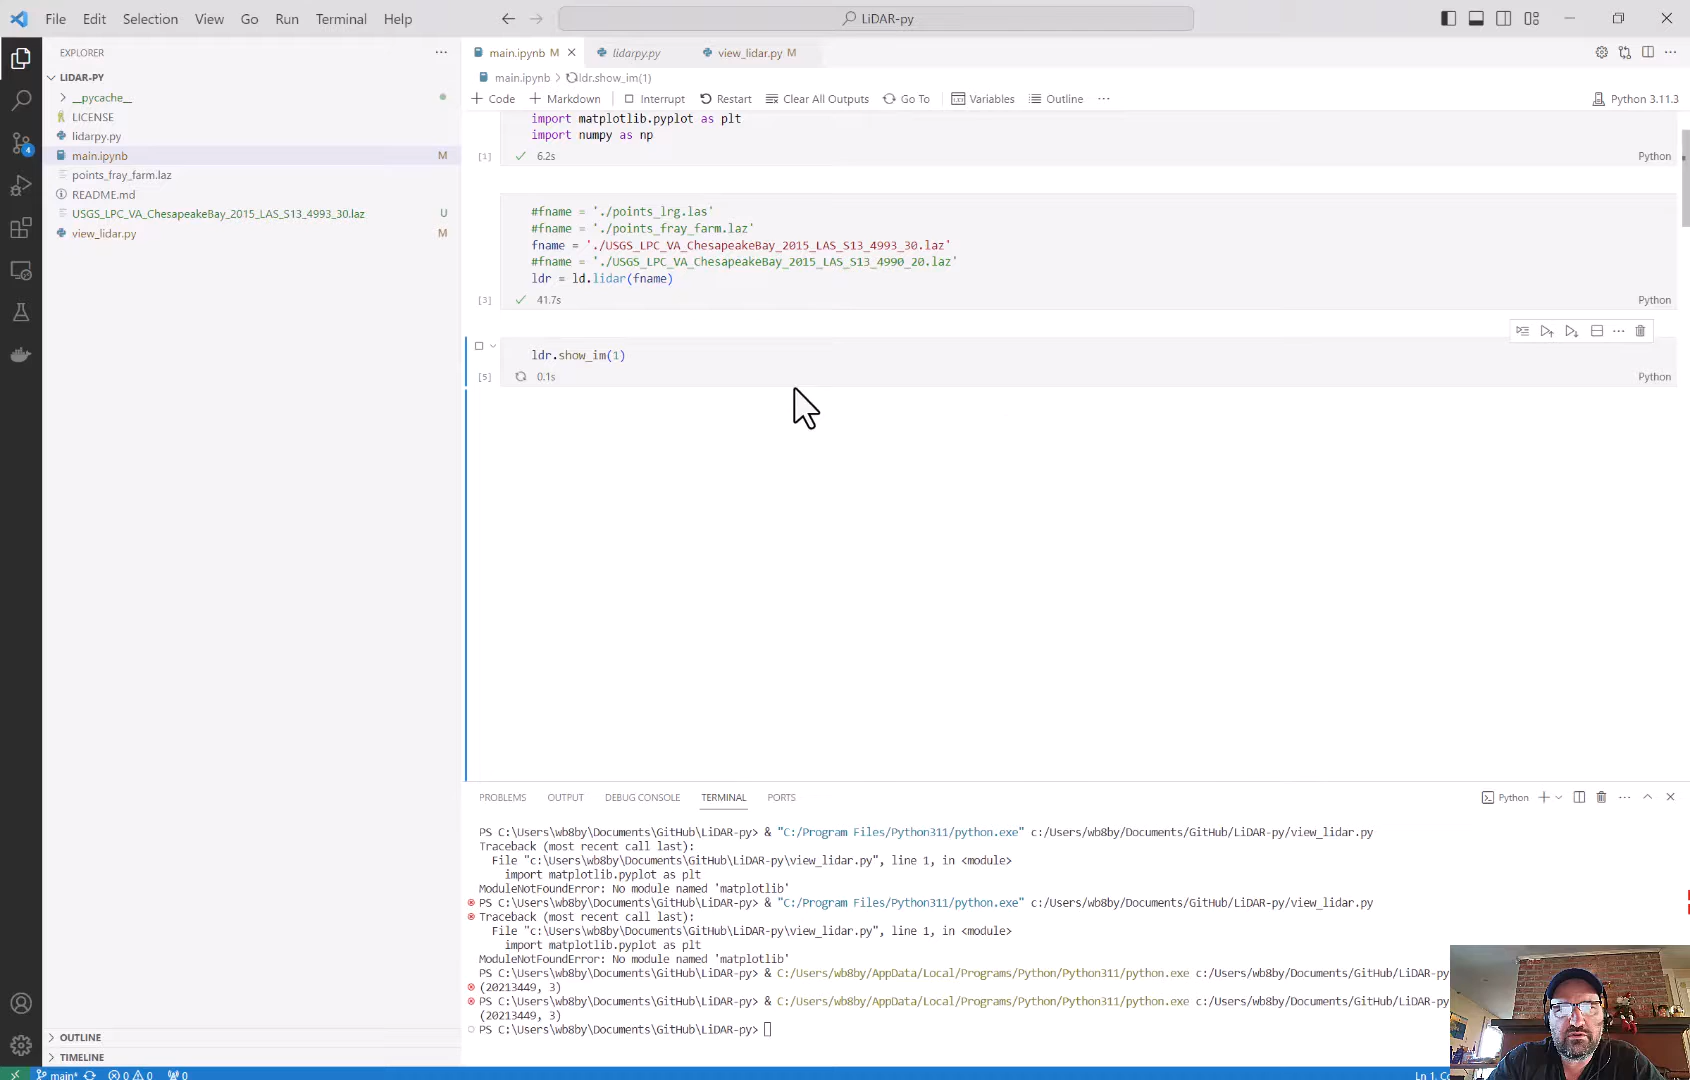 File Edit Selection View Go Run Terminal Help
LiDAR-py
EXPLORER
LIDAR-PY
__pycache__
LICENSE
lidarpy.py
main.ipynb M
points_fray_farm.laz
README.md
USGS_LPC_VA_ChesapeakeBay_2015_LAS_S13_4993_30.laz U
view_lidar.py M
4
OUTLINE
TIMELINE
main.ipynb M lidarpy.py view_lidar.py M
main.ipynb > ldr.show_im(1)
Code Markdown Interrupt Restart Clear All Outputs Go To Variables Outline ... Python 3.11.3
import matplotlib.pyplot as plt
import numpy as np
[1] 6.2s Python
#fname = './points_lrg.las'
#fname = './points_fray_farm.laz'
fname = './USGS_LPC_VA_ChesapeakeBay_2015_LAS_S13_4993_30.laz'
#fname = './USGS_LPC_VA_ChesapeakeBay_2015_LAS_S13_4990_20.laz'
ldr = ld.lidar(fname)
[3] 41.7s Python
ldr.show_im(1)
[5] 0.1s Python
PROBLEMS OUTPUT DEBUG CONSOLE TERMINAL PORTS Python
PS C:\Users\wb8by\Documents\GitHub\LiDAR-py> & "C:/Program Files/Python311/python.exe" c:/Users/wb8by/Documents/GitHub/LiDAR-py/view_lidar.py
Traceback (most recent call last):
File "c:\Users\wb8by\Documents\GitHub\LiDAR-py\view_lidar.py", line 1, in <module>
import matplotlib.pyplot as plt
ModuleNotFoundError: No module named 'matplotlib'
PS C:\Users\wb8by\Documents\GitHub\LiDAR-py> & "C:/Program Files/Python311/python.exe" c:/Users/wb8by/Documents/GitHub/LiDAR-py/view_lidar.py
Traceback (most recent call last):
File "c:\Users\wb8by\Documents\GitHub\LiDAR-py\view_lidar.py", line 1, in <module>
import matplotlib.pyplot as plt
ModuleNotFoundError: No module named 'matplotlib'
PS C:\Users\wb8by\Documents\GitHub\LiDAR-py> & C:/Users/wb8by/AppData/Local/Programs/Python/Python311/python.exe c:/Users/wb8by/Documents/GitHub/LiDAR-py
(20213449, 3)
PS C:\Users\wb8by\Documents\GitHub\LiDAR-py> & C:/Users/wb8by/AppData/Local/Programs/Python/Python311/python.exe c:/Users/wb8by/Documents/GitHub/LiDAR-py
(20213449, 3)
PS C:\Users\wb8by\Documents\GitHub\LiDAR-py>
main* 0 0 0 Ln 1,